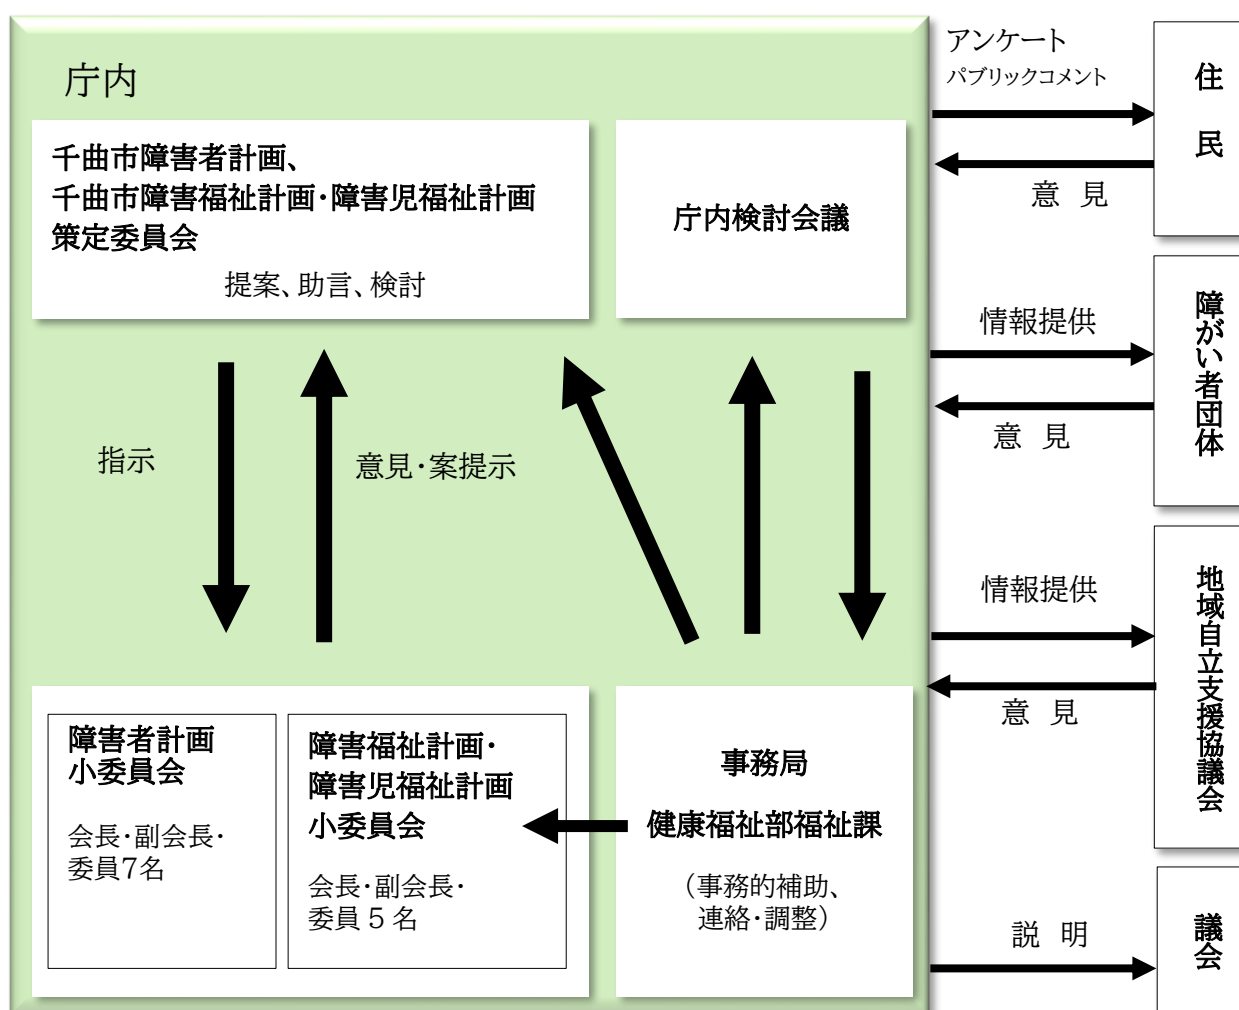 庁内
千曲市障害者計画、
千曲市障害福祉計画・障害児福祉計画
策定委員会
提案、助言、検討
庁内検討会議
指示
意見・案提示
障害者計画
小委員会
会長・副会長・
委員7名
障害福祉計画・
障害児福祉計画
小委員会
会長・副会長・
委員5名
事務局
健康福祉部福祉課
（事務的補助、
連絡・調整）
アンケート
パブリックコメント
意 見
住 民
情報提供
意 見
障がい者団体
情報提供
意 見
地域自立支援協議会
説 明
議会